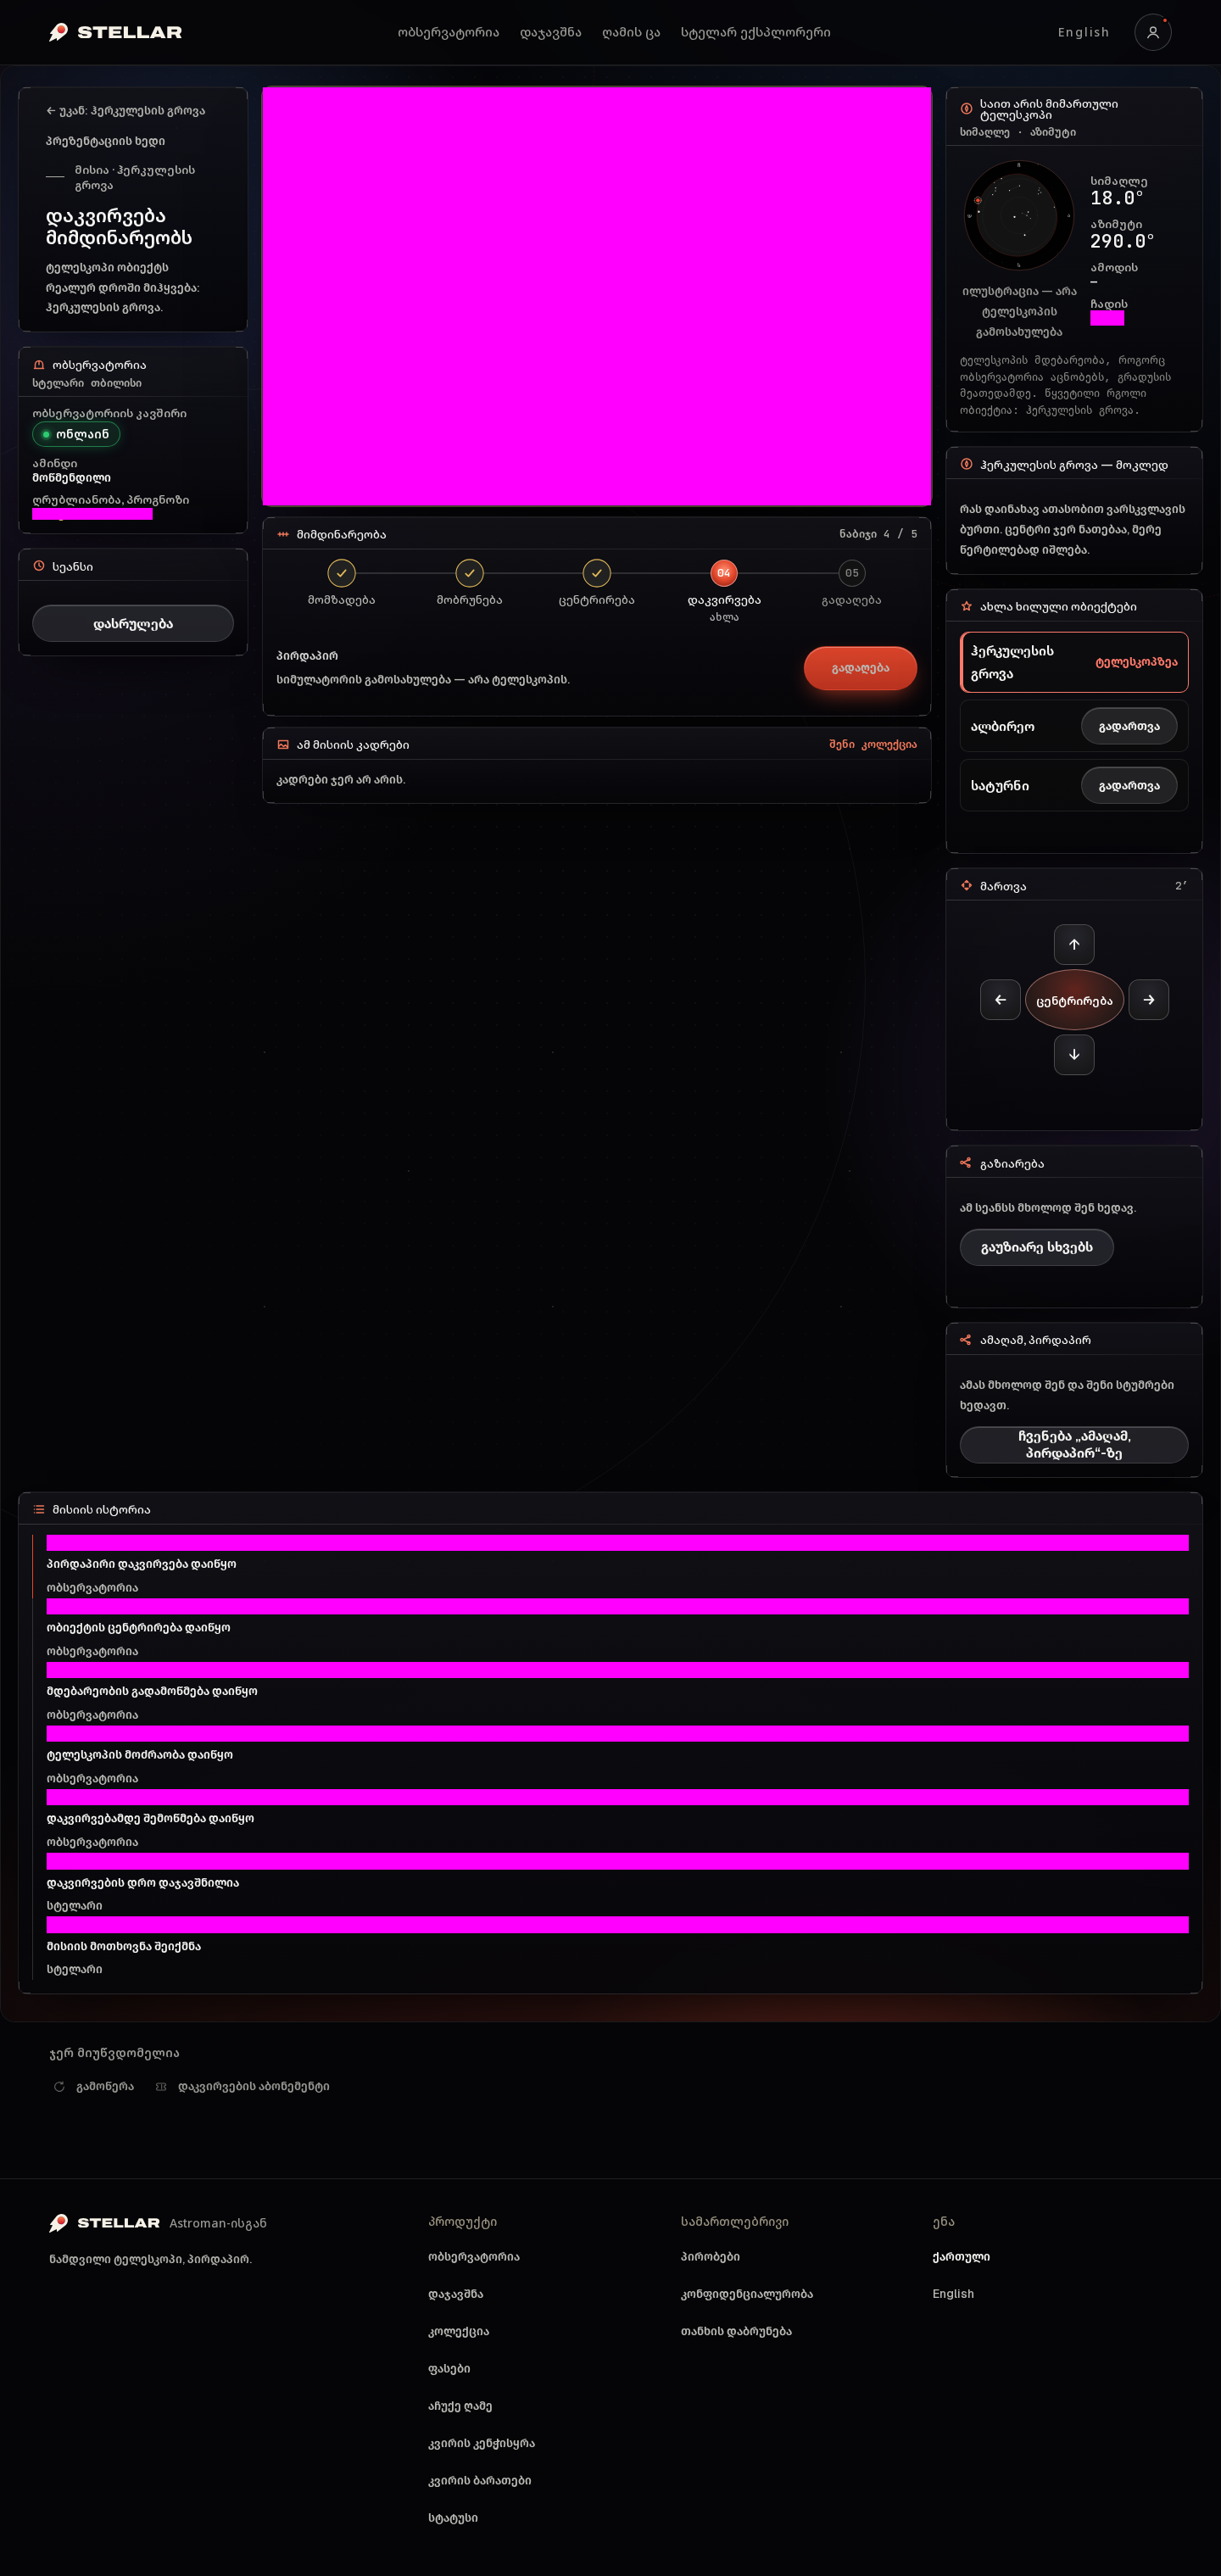 STELLAR
ობსერვატორია
დაჯავშნა
ღამის ცა
სტელარ ექსპლორერი
English
← უკან: ჰერკულესის გროვა
პრეზენტაციის ხედი
მისია · ჰერკულესის
გროვა
დაკვირვება
მიმდინარეობს
ტელესკოპი ობიექტს
რეალურ დროში მიჰყვება:
ჰერკულესის გროვა.
ობსერვატორია
სტელარი თბილისი
ობსერვატორიის კავშირი
ონლაინ
ამინდი
მოწმენდილი
ღრუბლიანობა, პროგნოზი
სეანსი
დასრულება
მიმდინარეობა
ნაბიჯი 4 / 5
მომზადება
მობრუნება
ცენტრირება
04
დაკვირვება
ახლა
05
გადაღება
პირდაპირ
სიმულატორის გამოსახულება — არა ტელესკოპის.
გადაღება
ამ მისიის კადრები
შენი კოლექცია
კადრები ჯერ არ არის.
საით არის მიმართული
ტელესკოპი
სიმაღლე · აზიმუტი
სიმაღლე
18.0°
აზიმუტი
290.0°
ამოდის
—
ჩადის
ილუსტრაცია — არა
ტელესკოპის
გამოსახულება
ტელესკოპის მდებარეობა, როგორც
ობსერვატორია აცნობებს, გრადუსის
მეათედამდე. წყვეტილი რგოლი
ობიექტია: ჰერკულესის გროვა.
ჰერკულესის გროვა — მოკლედ
რას დაინახავ ათასობით ვარსკვლავის
ბურთი. ცენტრი ჯერ ნათებაა, მერე
წერტილებად იშლება.
ახლა ხილული ობიექტები
ჰერკულესის
გროვა
ტელესკოპზეა
ალბირეო
გადართვა
სატურნი
გადართვა
მართვა
2′
↑
←
ცენტრირება
→
↓
გაზიარება
ამ სეანსს მხოლოდ შენ ხედავ.
გაუზიარე სხვებს
ამაღამ, პირდაპირ
ამას მხოლოდ შენ და შენი სტუმრები
ხედავთ.
ჩვენება „ამაღამ,
პირდაპირ“-ზე
მისიის ისტორია
პირდაპირი დაკვირვება დაიწყო
ობსერვატორია
ობიექტის ცენტრირება დაიწყო
ობსერვატორია
მდებარეობის გადამოწმება დაიწყო
ობსერვატორია
ტელესკოპის მოძრაობა დაიწყო
ობსერვატორია
დაკვირვებამდე შემოწმება დაიწყო
ობსერვატორია
დაკვირვების დრო დაჯავშნილია
სტელარი
მისიის მოთხოვნა შეიქმნა
სტელარი
ჯერ მიუწვდომელია
გამოწერა
დაკვირვების აბონემენტი
STELLAR Astroman-ისგან
ნამდვილი ტელესკოპი, პირდაპირ.
პროდუქტი
ობსერვატორია
დაჯავშნა
კოლექცია
ფასები
აჩუქე ღამე
კვირის კენჭისყრა
კვირის ბარათები
სტატუსი
სამართლებრივი
პირობები
კონფიდენციალურობა
თანხის დაბრუნება
ენა
ქართული
English